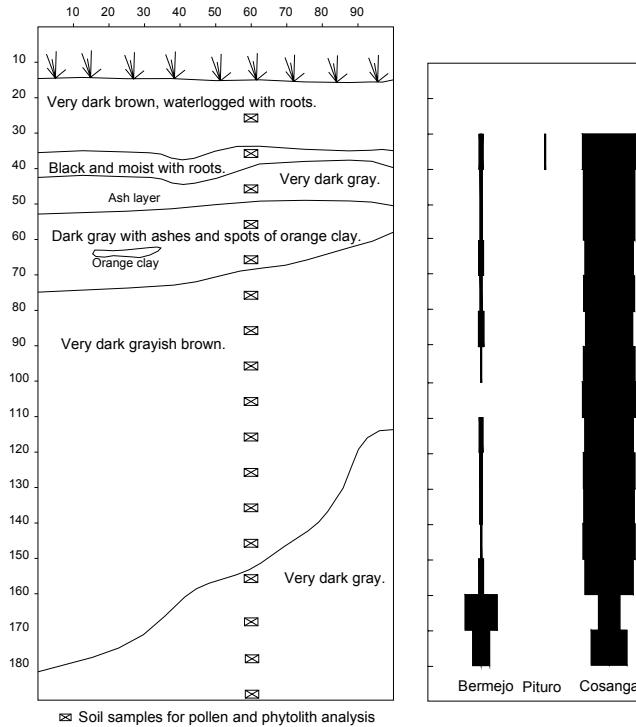 10 20 30 40 50 60 70 80 90
10
Very dark brown, waterlogged with roots.
20
30
Black and moist with roots.
40
Very dark gray.
Ash layer
50
Dark gray with ashes and spots of orange clay.
60
Orange clay
70
80
Very dark grayish brown.
90
100
110
120
130
140
150
Very dark gray.
160
170
180
Bermejo Pituro Cosanga
Soil samples for pollen and phytolith analysis